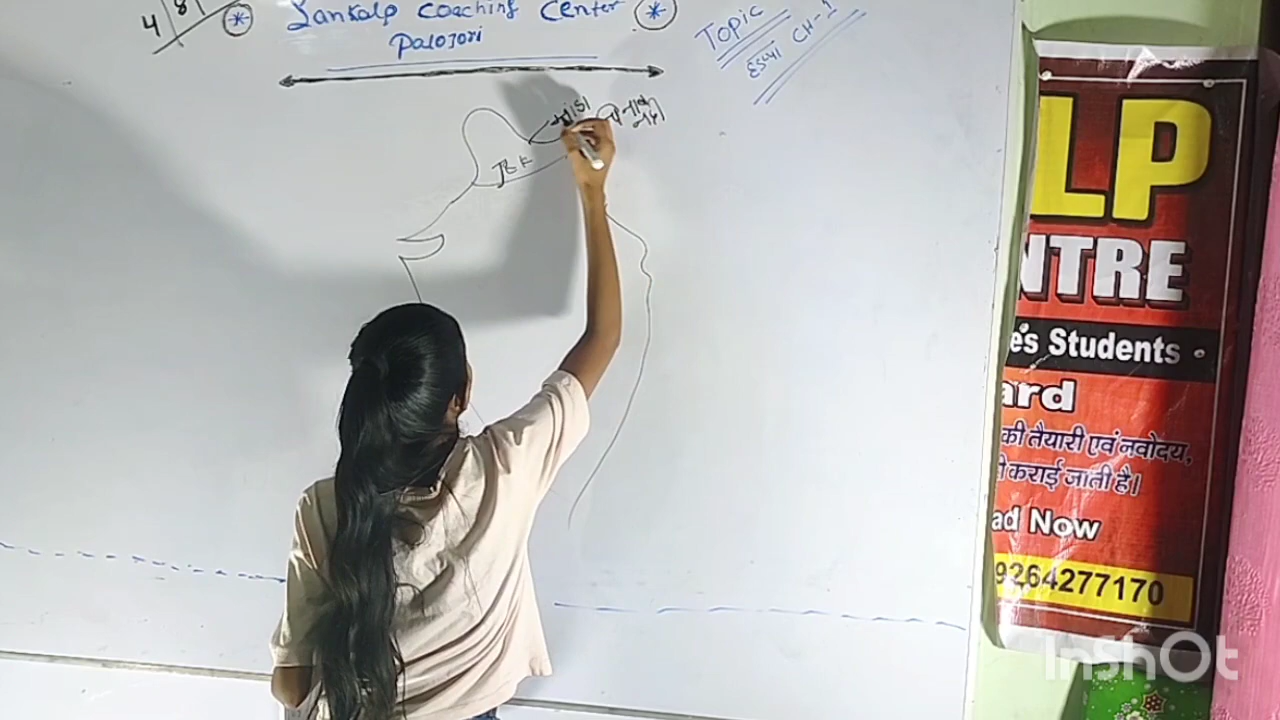 4 8
Sankalp Coaching Center
Palojori
Topic
CH-1
J&K
LP
NTRE
e's Students
ard
की तैयारी एवं नवोदय,
कराई जाती है।
ad Now
9264277170
InShOt